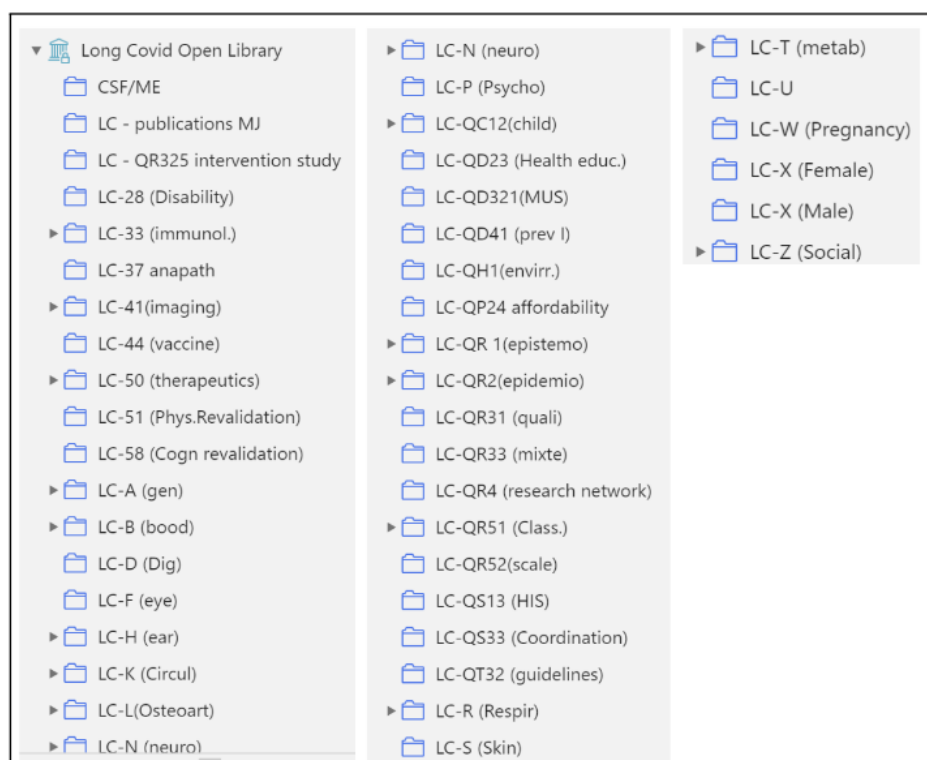 Long Covid Open Library
CSF/ME
LC - publications MJ
LC - QR325 intervention study
LC-28 (Disability)
LC-33 (immunol.)
LC-37 anapath
LC-41(imaging)
LC-44 (vaccine)
LC-50 (therapeutics)
LC-51 (Phys.Revalidation)
LC-58 (Cogn revalidation)
LC-A (gen)
LC-B (bood)
LC-D (Dig)
LC-F (eye)
LC-H (ear)
LC-K (Circul)
LC-L(Osteoart)
LC-N (neuro)
LC-N (neuro)
LC-P (Psycho)
LC-QC12(child)
LC-QD23 (Health educ.)
LC-QD321(MUS)
LC-QD41 (prev I)
LC-QH1(envirr.)
LC-QP24 affordability
LC-QR 1(epistemo)
LC-QR2(epidemio)
LC-QR31 (quali)
LC-QR33 (mixte)
LC-QR4 (research network)
LC-QR51 (Class.)
LC-QR52(scale)
LC-QS13 (HIS)
LC-QS33 (Coordination)
LC-QT32 (guidelines)
LC-R (Respir)
LC-S (Skin)
LC-T (metab)
LC-U
LC-W (Pregnancy)
LC-X (Female)
LC-X (Male)
LC-Z (Social)